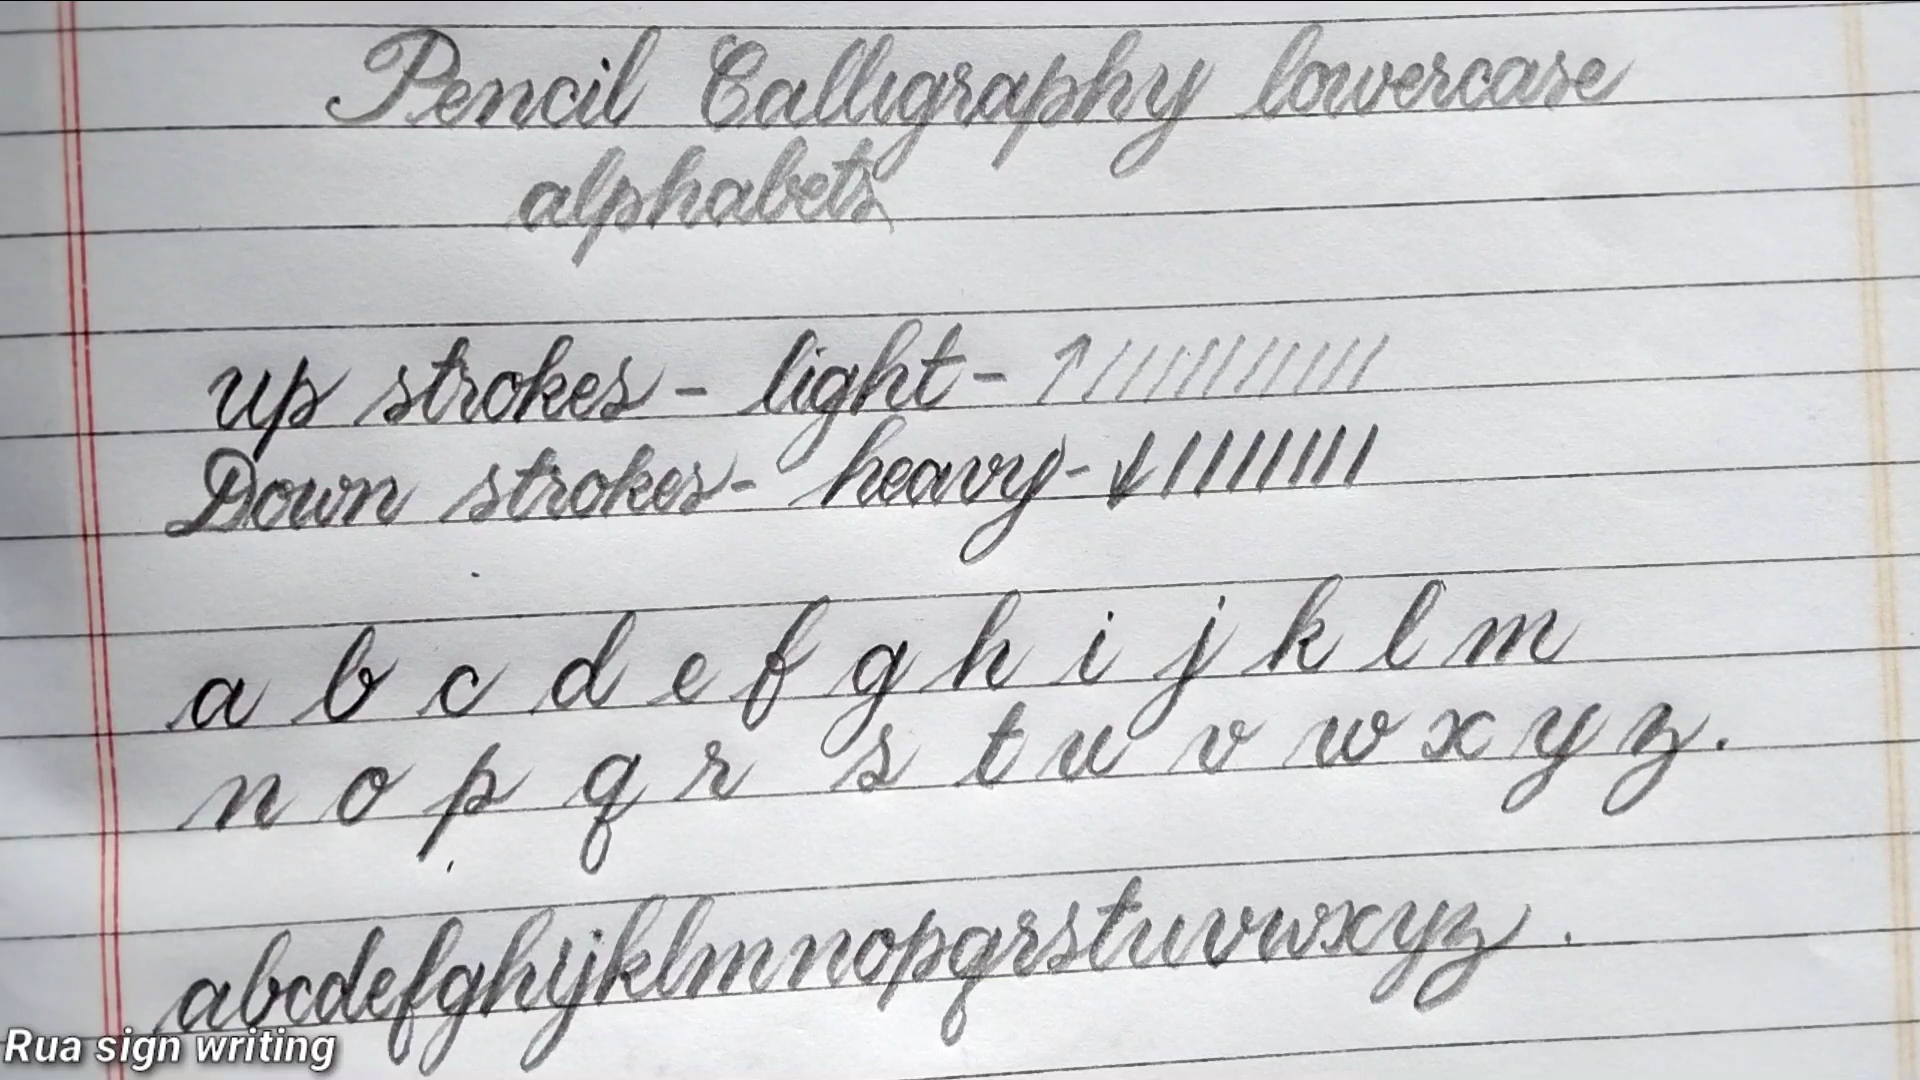 Pencil Calligraphy lowercase
alphabets
up strokes - light - ↑///////////
Down strokes - heavy - ↓////////
a b c d e f g h i j k l m
n o p q r s t u v w x y z.
abcdefghijklmnopqrstuvwxyz.
Rua sign writing